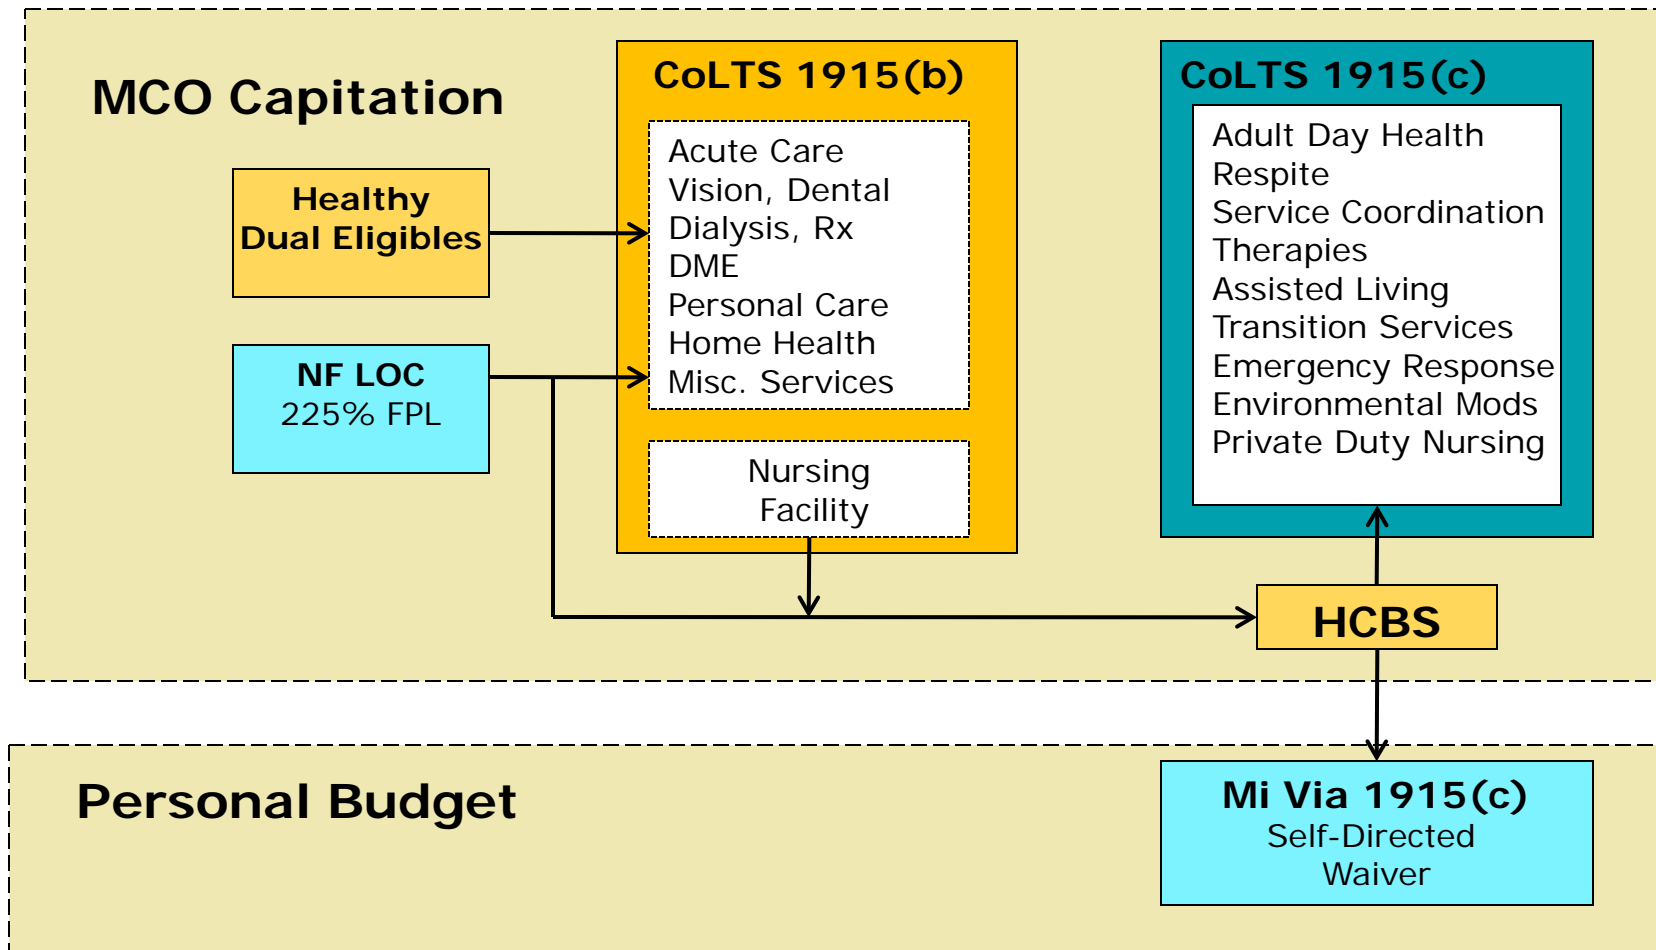 MCO Capitation
Healthy
Dual Eligibles
NF LOC
225% FPL
CoLTS 1915(b)
Acute Care
Vision, Dental
Dialysis, Rx
DME
Personal Care
Home Health
Misc. Services
Nursing
Facility
CoLTS 1915(c)
Adult Day Health
Respite
Service Coordination
Therapies
Assisted Living
Transition Services
Emergency Response
Environmental Mods
Private Duty Nursing
HCBS
Personal Budget
Mi Via 1915(c)
Self-Directed
Waiver